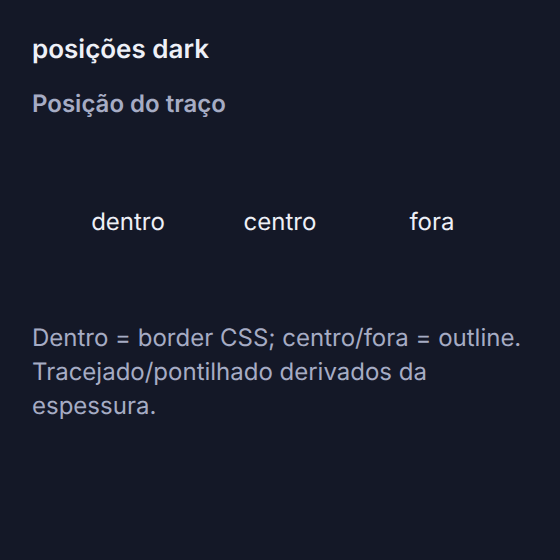 posições dark
Posição do traço
dentro centro fora
Dentro = border CSS; centro/fora = outline.
Tracejado/pontilhado derivados da
espessura.